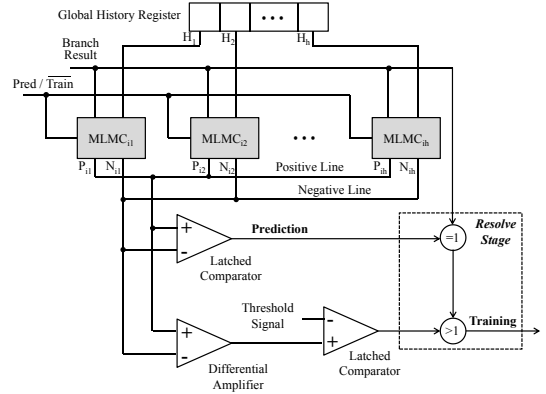 Global History Register
•••
H1 H2 Hh
Branch
Result
Pred / Train
MLMCi1 MLMCi2 ••• MLMCih
Pi1 Ni1 Pi2 Ni2 Pih Nih
Positive Line
Negative Line
Resolve
Stage
+
-
Prediction
=1
Latched
Comparator
Threshold
Signal
-
+
Training
>1
+
-
Latched
Comparator
Differential
Amplifier